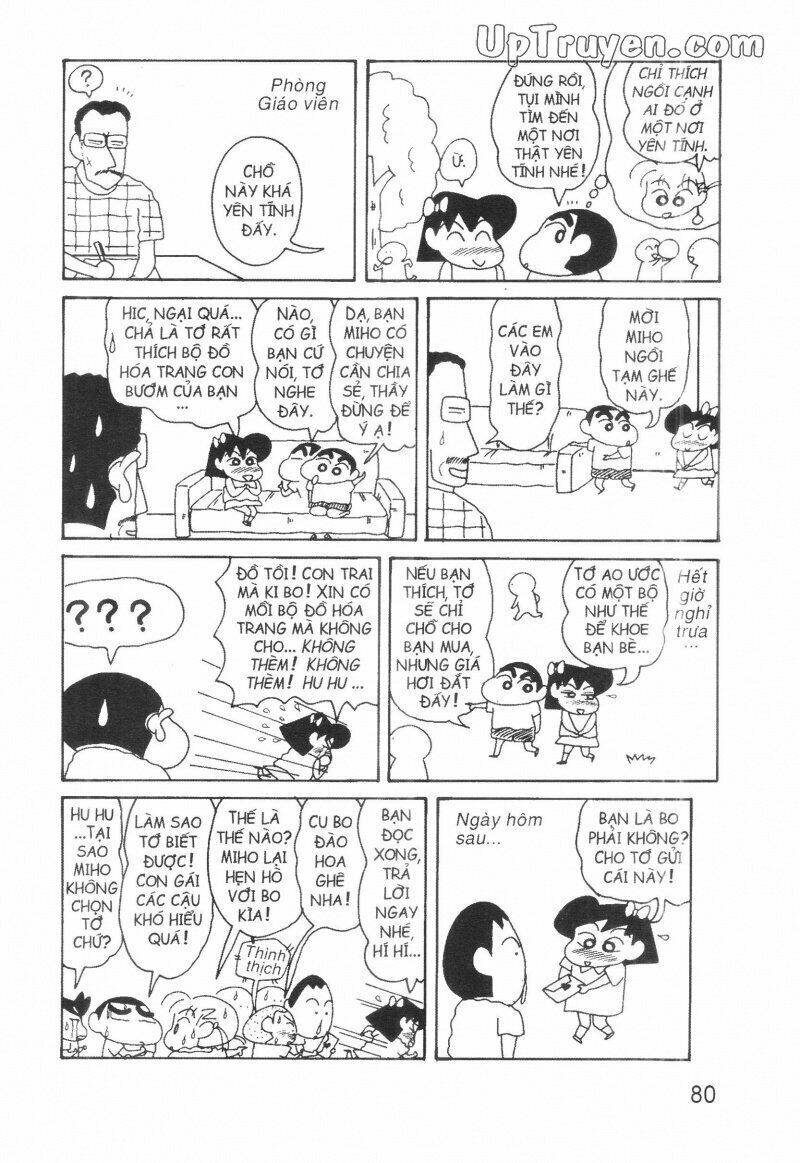 UpTruyen.com
CHỈ THÍCH
NGỒI CẠNH
AI ĐÓ Ở
MỘT NƠI
YÊN TĨNH.
ĐÚNG RỒI,
TỤI MÌNH
TÌM ĐẾN
MỘT NƠI
THẬT YÊN
TĨNH NHÉ!
Ừ.
?
Phòng
Giáo viên
CHỖ
NÀY KHÁ
YÊN TĨNH
ĐẤY.
MỜI
MIHO
NGỒI
TẠM GHẾ
NÀY.
CÁC EM
VÀO
ĐÂY
LÀM GÌ
THẾ?
DẠ, BẠN
MIHO CÓ
CHUYỆN
CẦN CHIA
SẺ, THẦY
ĐỪNG ĐỂ
Ý Ạ!
NÀO,
CÓ GÌ
BẠN CỨ
NÓI, TỚ
NGHE
ĐÂY.
HIC, NGẠI QUÁ...
CHẢ LÀ TỚ RẤT
THÍCH BỘ ĐỒ
HÓA TRANG CON
BƯỚM CỦA BẠN
...
Hết
giờ
nghỉ
trưa
...
TỚ AO ƯỚC
CÓ MỘT BỘ
NHƯ THẾ
ĐỂ KHOE
BẠN BÈ...
NẾU BẠN
THÍCH, TỚ
SẼ CHỈ
CHỖ CHO
BẠN MUA,
NHƯNG GIÁ
HƠI ĐẮT
ĐẤY!
ĐỒ TỒI! CON TRAI
MÀ KI BO! XIN CÓ
MỖI BỘ ĐỒ HÓA
TRANG MÀ KHÔNG
CHO... KHÔNG
THÈM! KHÔNG
THÈM! HU HU...
???
Ngày hôm
sau...
BẠN LÀ BO
PHẢI KHÔNG?
CHO TỚ GỬI
CÁI NÀY!
BẠN
ĐỌC
XONG,
TRẢ
LỜI
NGAY
NHÉ,
HÍ HÍ...
CU BO
ĐÀO
HOA
GHÊ
NHA!
THẾ LÀ
THẾ NÀO?
MIHO LẠI
HẸN HÒ
VỚI BO
KÌA!
Thình
thịch
LÀM SAO
TỚ BIẾT
ĐƯỢC!
CON GÁI
CÁC CẬU
KHÓ HIỂU
QUÁ!
HU HU
...TẠI
SAO
MIHO
KHÔNG
CHỌN
TỚ
CHỨ?
80